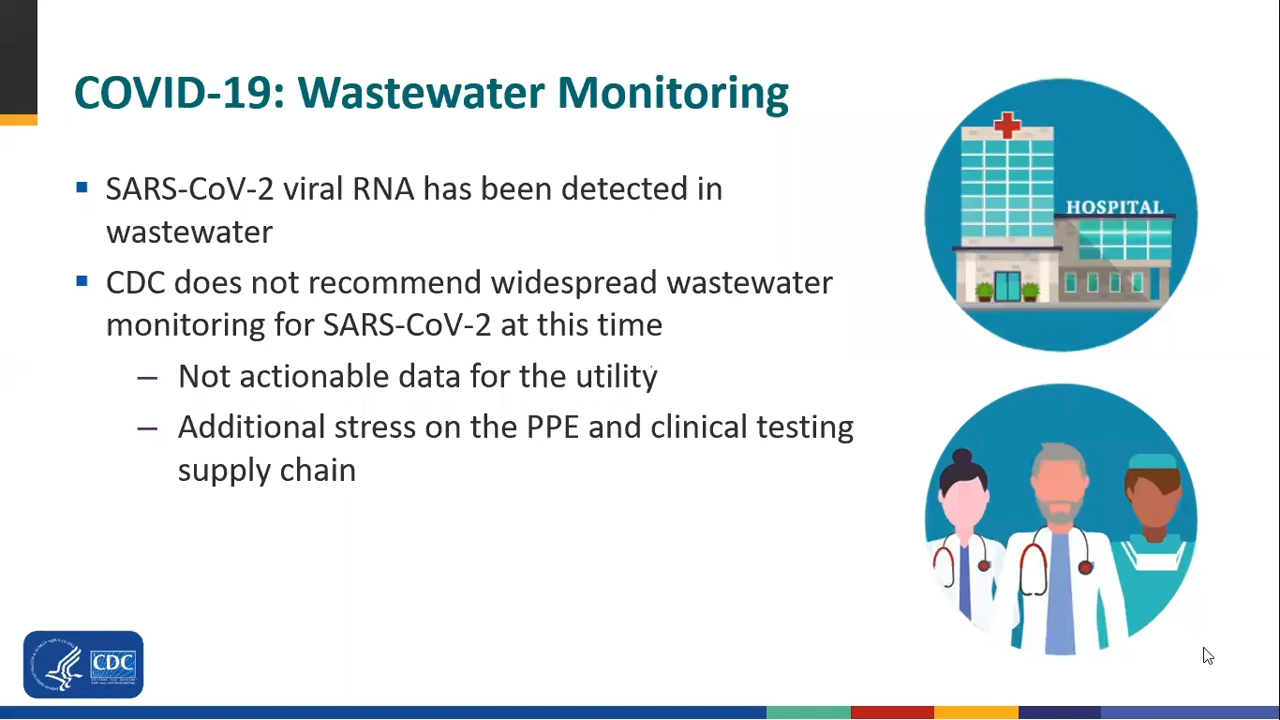 COVID-19: Wastewater Monitoring
SARS-CoV-2 viral RNA has been detected in
wastewater
CDC does not recommend widespread wastewater
monitoring for SARS-CoV-2 at this time
– Not actionable data for the utility
– Additional stress on the PPE and clinical testing
supply chain
HOSPITAL
CDC